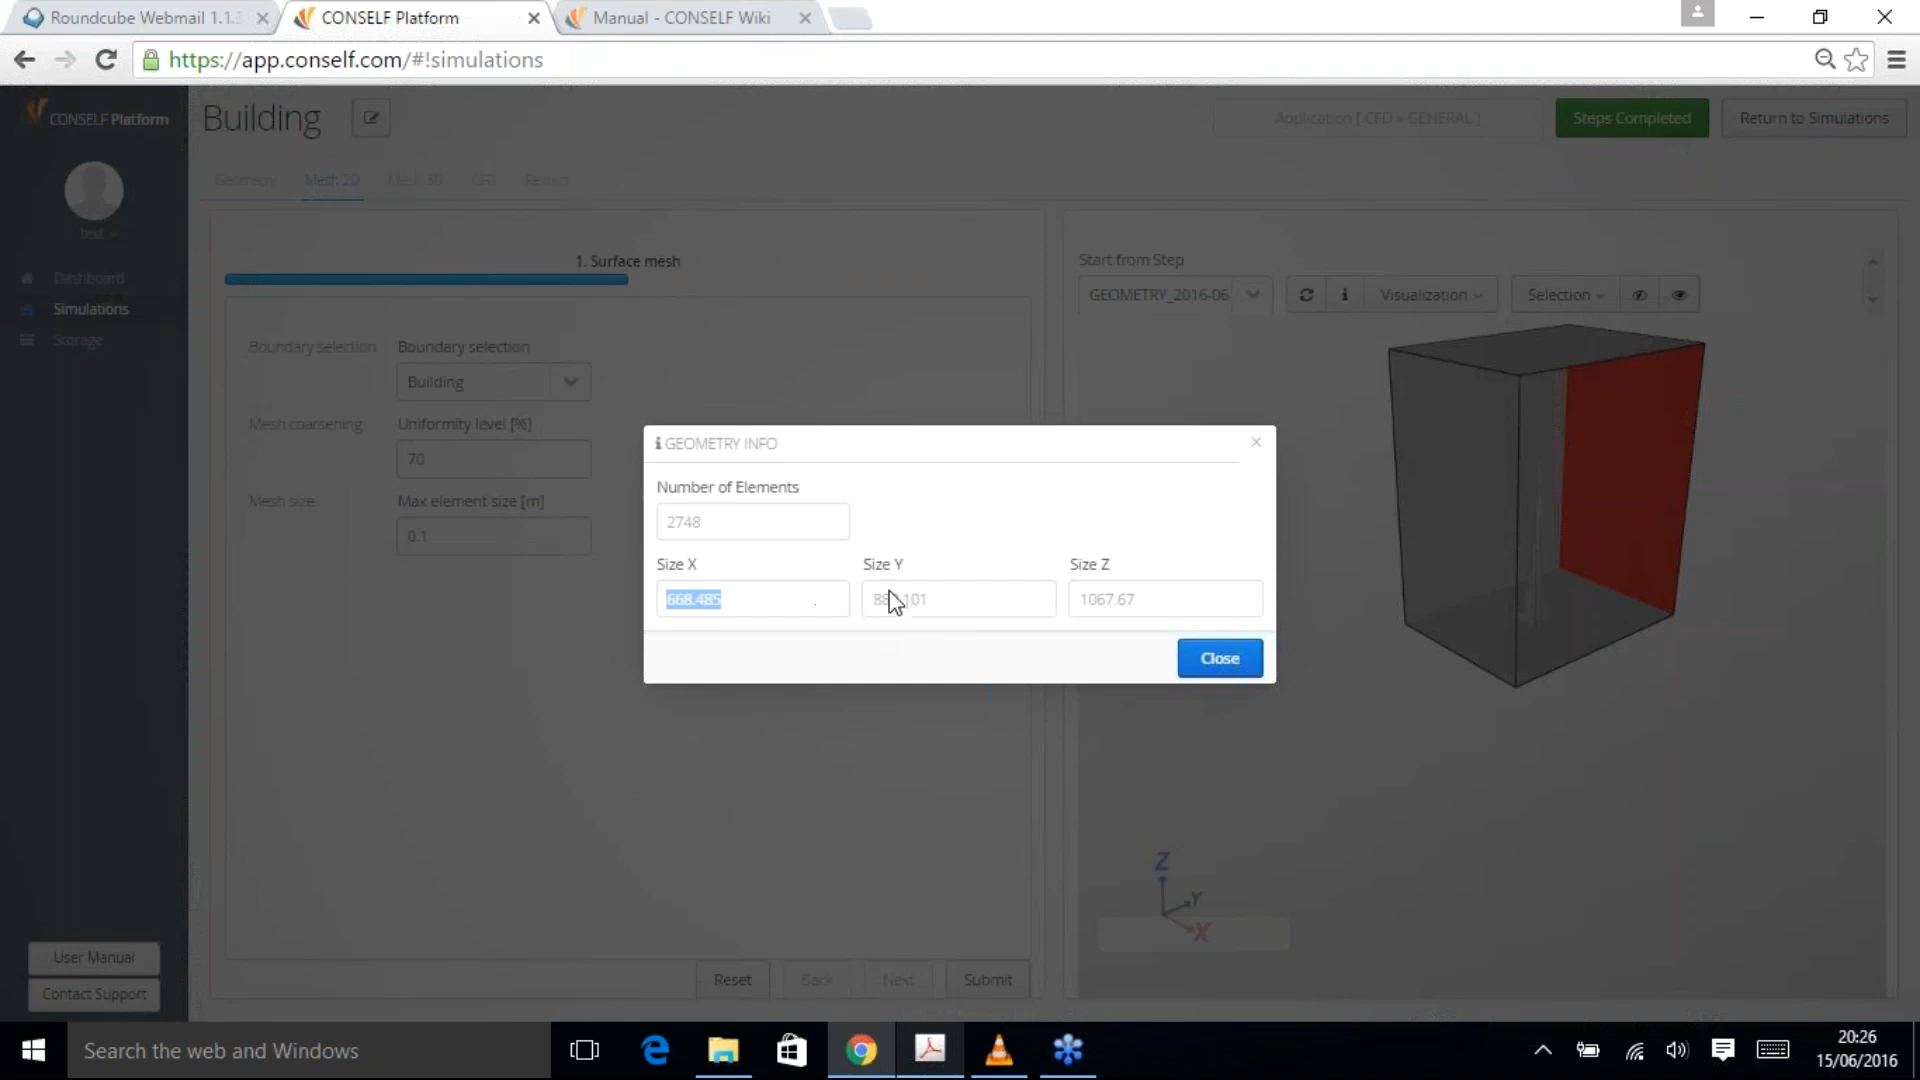 Roundcube Webmail 1.1.3
CONSELF Platform
Manual - CONSELF Wiki
https://app.conself.com/#!simulations
CONSELF Platform
Building
Application [ CFD » GENERAL ]
Steps Completed
Return to Simulations
test
Dashboard
Simulations
Storage
User Manual
Contact Support
Geometry
Mesh 2D
Mesh 3D
CFD
Results
1. Surface mesh
Boundary selection
Boundary selection
Building
Mesh coarsening
Uniformity level [%]
70
Mesh size
Max element size [m]
0.1
Reset
Back
Next
Submit
Start from Step
GEOMETRY_2016-06-
Visualization
Selection
Z
Y
X
GEOMETRY INFO
Number of Elements
2748
Size X
Size Y
Size Z
668.485
1067.67
Close
Search the web and Windows
20:26
15/06/2016